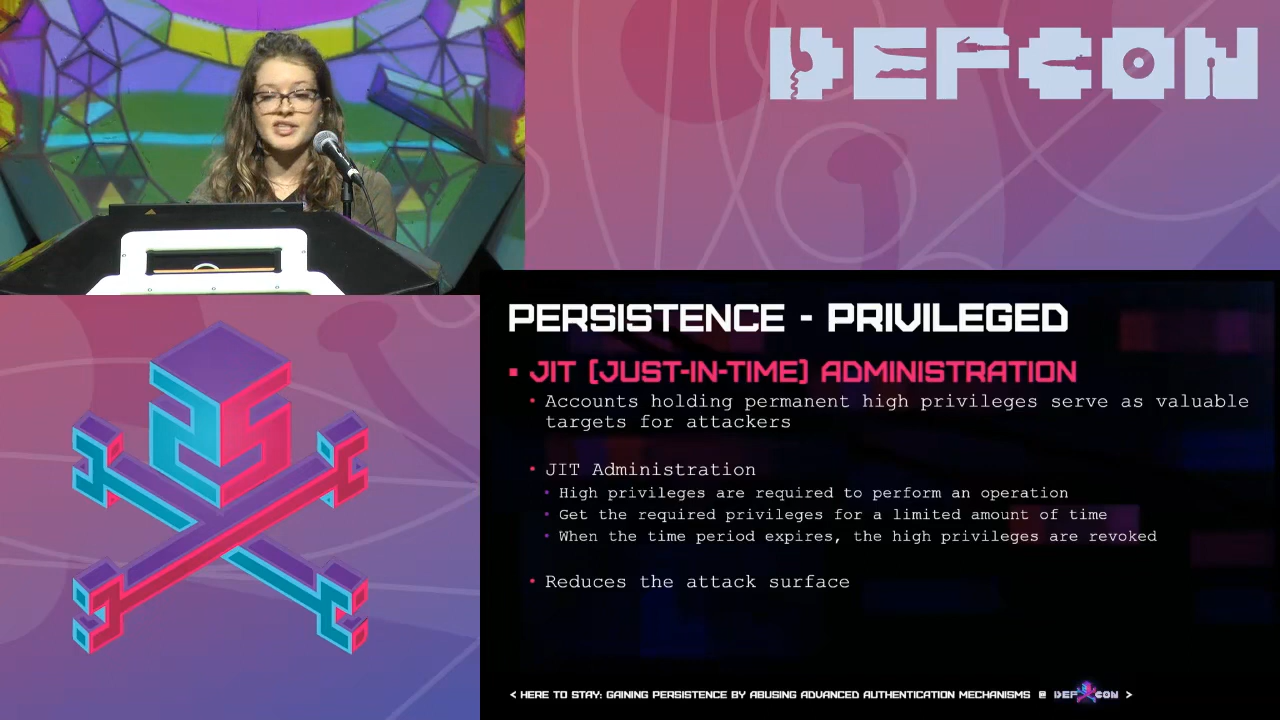 DEFCON
PERSISTENCE - PRIVILEGED
▪ JIT [JUST-IN-TIME] ADMINISTRATION
• Accounts holding permanent high privileges serve as valuable
targets for attackers
• JIT Administration
• High privileges are required to perform an operation
• Get the required privileges for a limited amount of time
• When the time period expires, the high privileges are revoked
• Reduces the attack surface
< HERE TO STAY: GAINING PERSISTENCE BY ABUSING ADVANCED AUTHENTICATION MECHANISMS @ DEF CON >